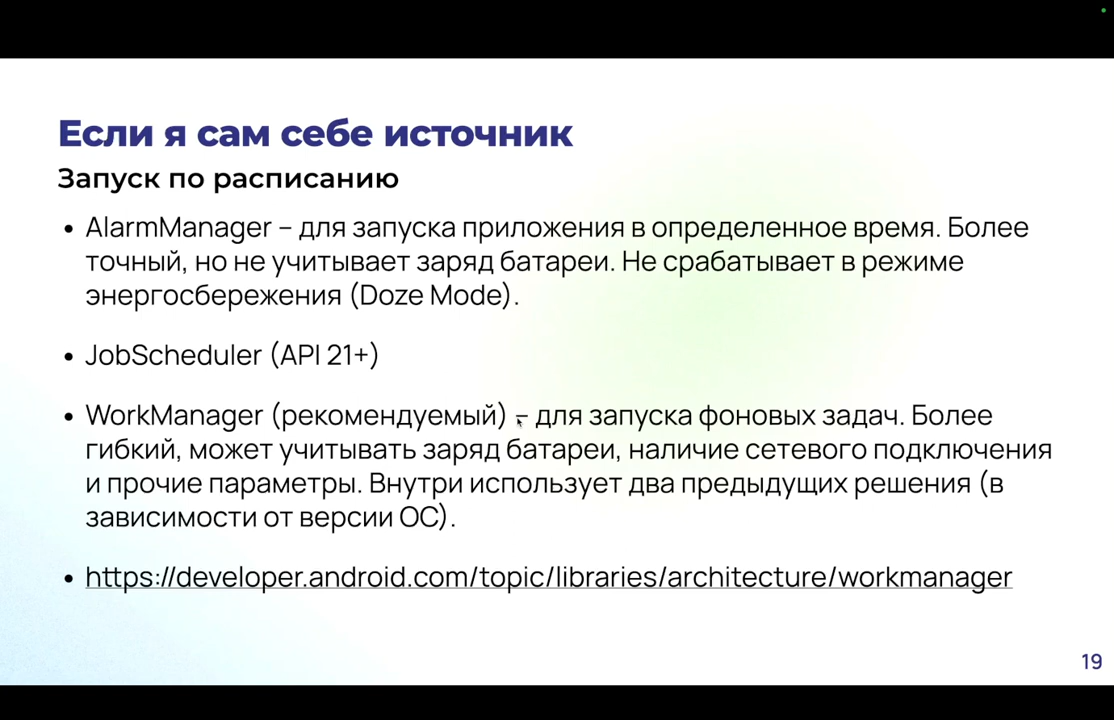 Если я сам себе источник
Запуск по расписанию
• AlarmManager – для запуска приложения в определенное время. Более
точный, но не учитывает заряд батареи. Не срабатывает в режиме
энергосбережения (Doze Mode).
• JobScheduler (API 21+)
• WorkManager (рекомендуемый) – для запуска фоновых задач. Более
гибкий, может учитывать заряд батареи, наличие сетевого подключения
и прочие параметры. Внутри использует два предыдущих решения (в
зависимости от версии ОС).
• https://developer.android.com/topic/libraries/architecture/workmanager
19